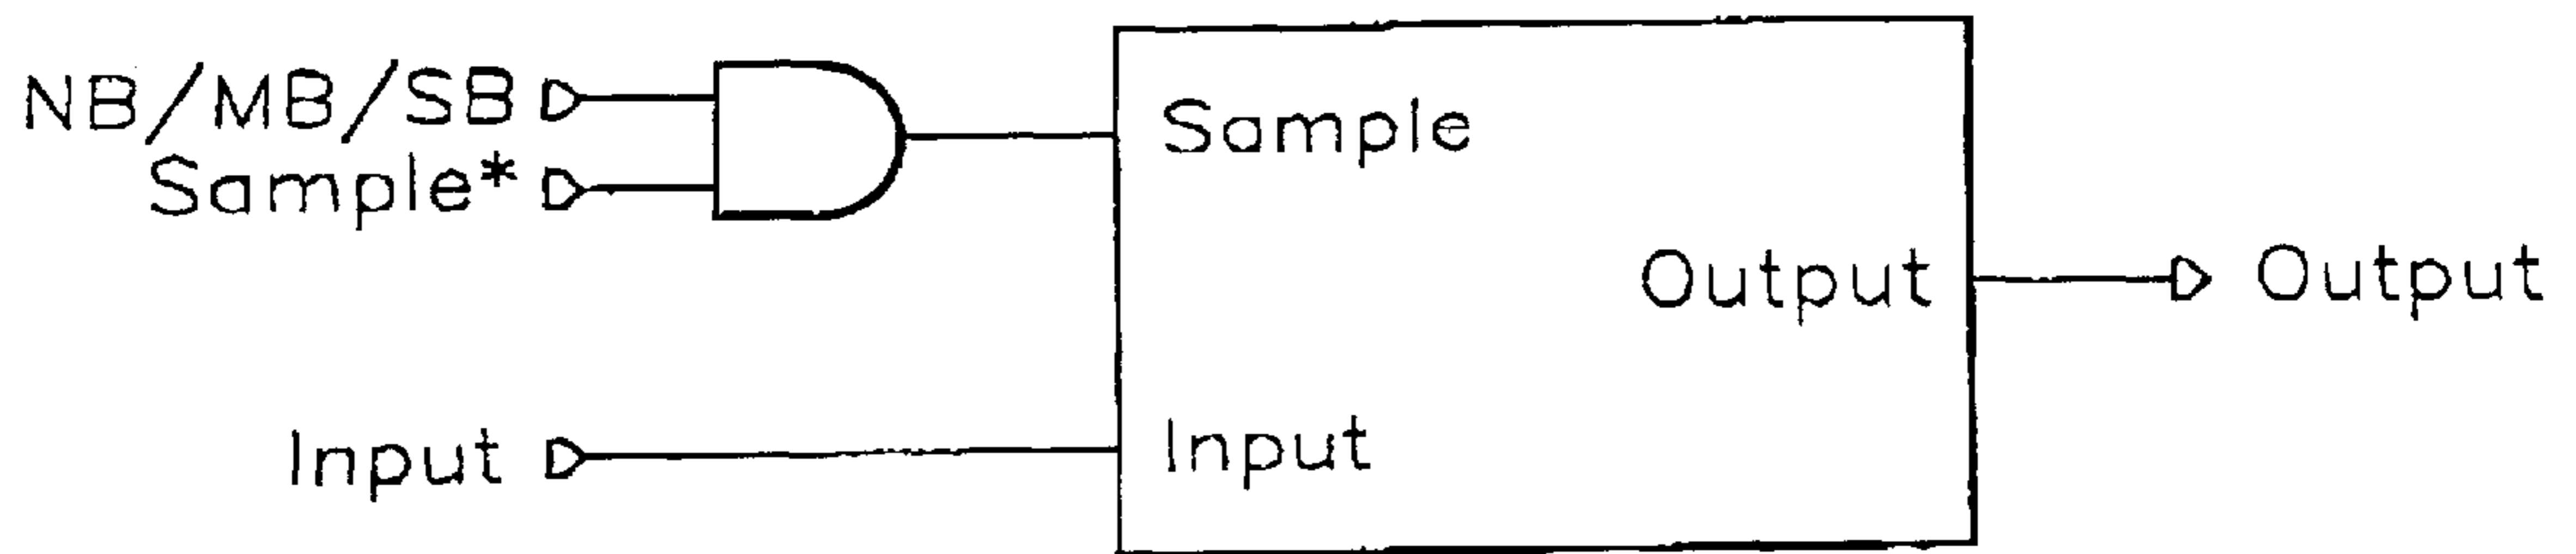 NB/MB/SB
Sample*
Sample
Output
Output
Input
Input